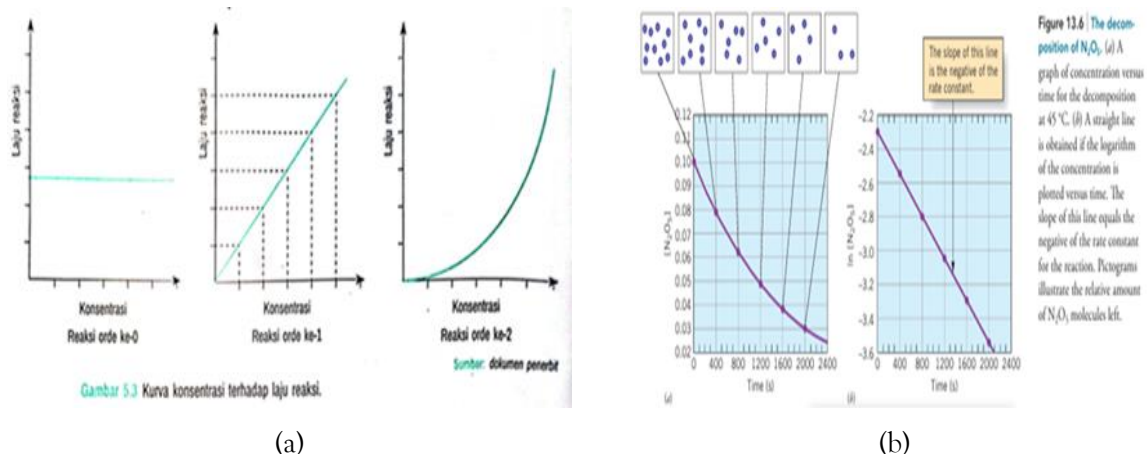 Laju reaksi
Konsentrasi
Reaksi orde ke-0
Laju reaksi
Konsentrasi
Reaksi orde ke-1
Laju reaksi
Konsentrasi
Reaksi orde ke-2
Sumber: dokumen penerbit
Gambar 5.3 Kurva konsentrasi terhadap laju reaksi.
(a)
The slope of this line
is the negative of the
rate constant.
0.12
0.10
0.09
0.08
0.07
0.06
0.05
0.04
0.03
0.02
[N₂O₅]
0 400 800 1200 1600 2000 2400
Time (s)
(a)
-2.2
-2.4
-2.6
-2.8
-3.0
-3.2
-3.4
-3.6
ln [N₂O₅]
0 400 800 1200 1600 2000 2400
Time (s)
(b)
Figure 13.6 | The decom-
position of N₂O₅. (a) A
graph of concentration versus
time for the decomposition
at 45 °C. (b) A straight line
is obtained if the logarithm
of the concentration is
plotted versus time. The
slope of this line equals the
negative of the rate constant
for the reaction. Pictograms
illustrate the relative amount
of N₂O₅ molecules left.
(b)